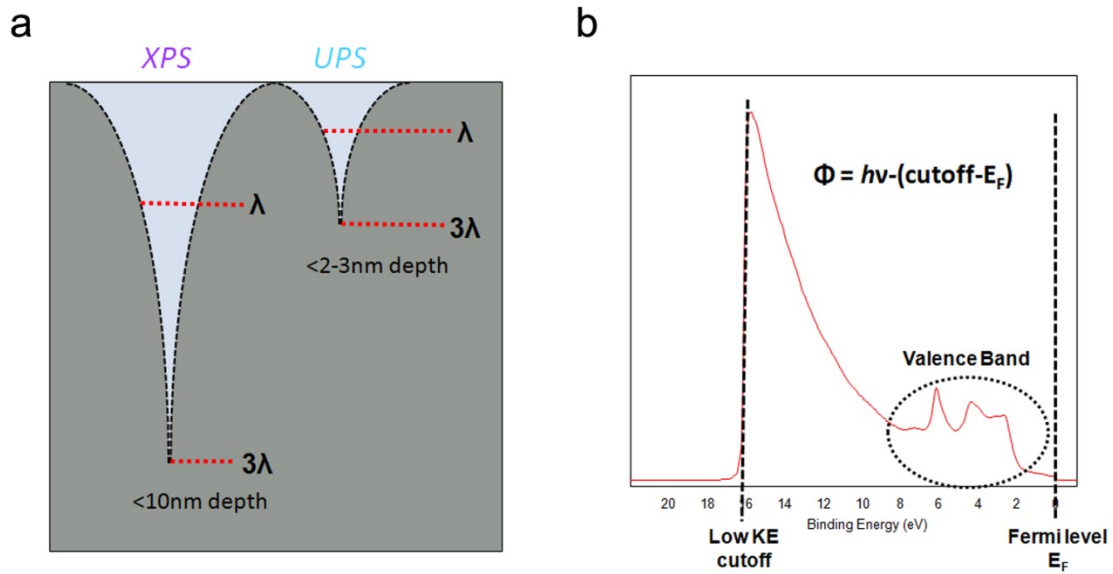 a
XPS
UPS
λ
λ
3λ
<2-3nm depth
3λ
<10nm depth
b
Φ = hν-(cutoff-E_F)
Valence Band
20 18 16 14 12 10 8 6 4 2 0
Binding Energy (eV)
Low KE
cutoff
Fermi level
E_F